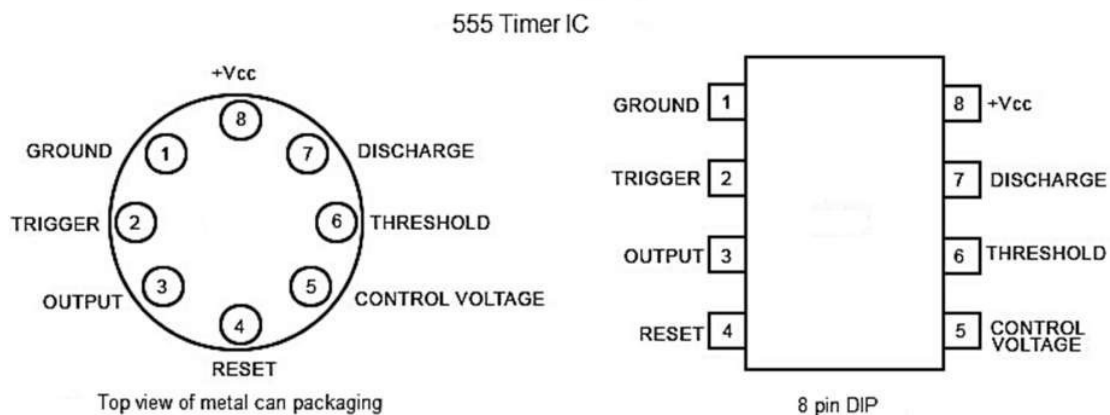 555 Timer IC
+Vcc
8
GROUND
1
7
DISCHARGE
TRIGGER
2
6
THRESHOLD
OUTPUT
3
5
CONTROL VOLTAGE
4
RESET
Top view of metal can packaging
GROUND
1
8
+Vcc
TRIGGER
2
7
DISCHARGE
OUTPUT
3
6
THRESHOLD
RESET
4
5
CONTROL
VOLTAGE
8 pin DIP